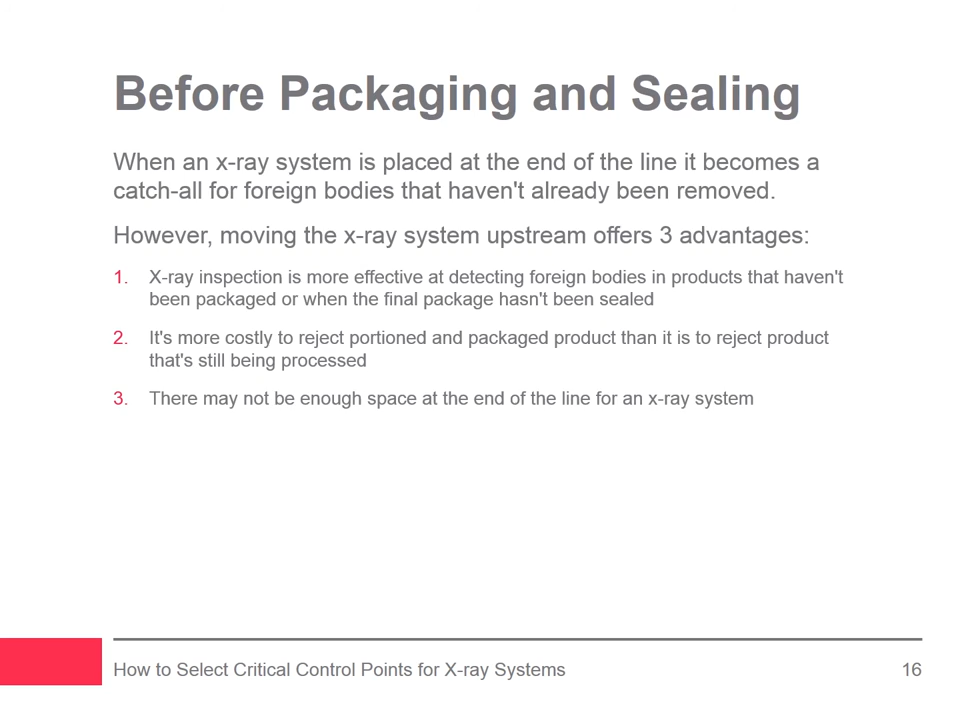 Before Packaging and Sealing
When an x-ray system is placed at the end of the line it becomes a
catch-all for foreign bodies that haven't already been removed.
However, moving the x-ray system upstream offers 3 advantages:
1. X-ray inspection is more effective at detecting foreign bodies in products that haven't
been packaged or when the final package hasn't been sealed
2. It's more costly to reject portioned and packaged product than it is to reject product
that's still being processed
3. There may not be enough space at the end of the line for an x-ray system
How to Select Critical Control Points for X-ray Systems 16